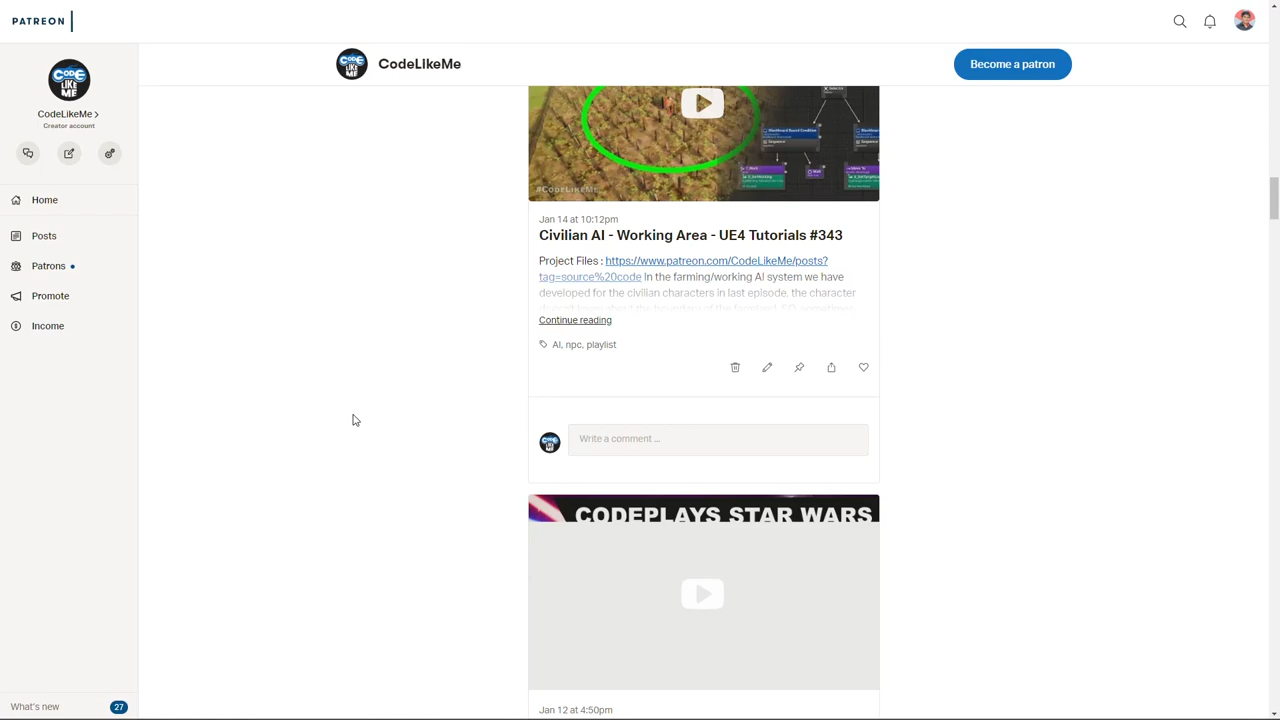 PATREON
CodeLikeMe
Become a patron
CODE
LIKE
ME
CodeLikeMe
Creator account
Home
Posts
Patrons
Promote
Income
What's new
27
#CODELIKEME
Jan 14 at 10:12pm
Civilian AI - Working Area - UE4 Tutorials #343
Project Files : https://www.patreon.com/CodeLikeMe/posts?
tag=source%20code In the farming/working AI system we have
developed for the civilian characters in last episode, the character
Continue reading
AI, npc, playlist
Write a comment ...
CODEPLAYS STAR WARS
Jan 12 at 4:50pm